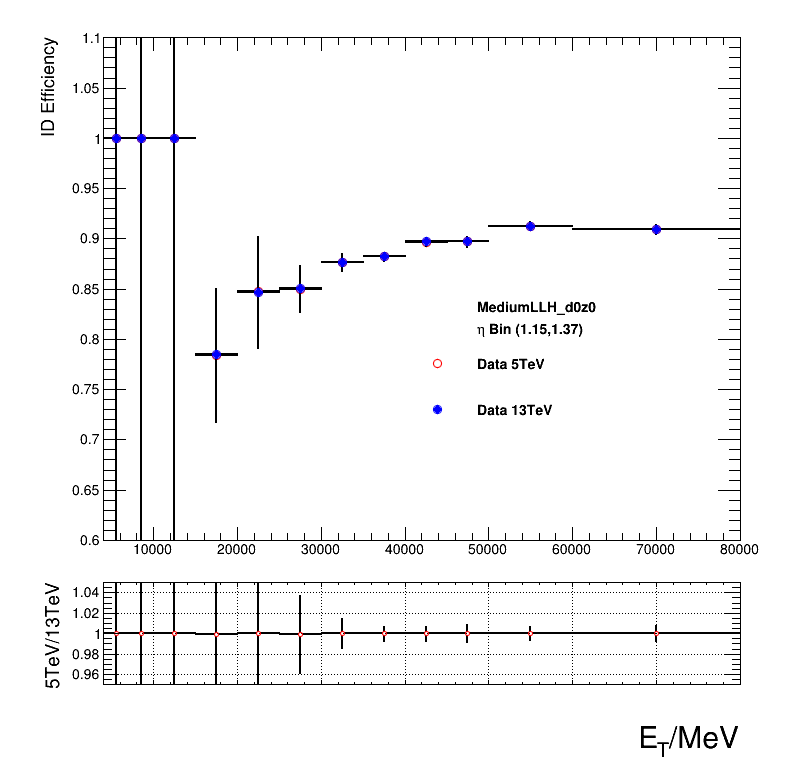 ID Efficiency
1.1
1.05
1
0.95
0.9
0.85
0.8
0.75
0.7
0.65
0.6
MediumLLH_d0z0
η Bin (1.15,1.37)
Data 5TeV
Data 13TeV
10000 20000 30000 40000 50000 60000 70000 80000
5TeV/13TeV
1.04
1.02
1
0.98
0.96
E_T/MeV